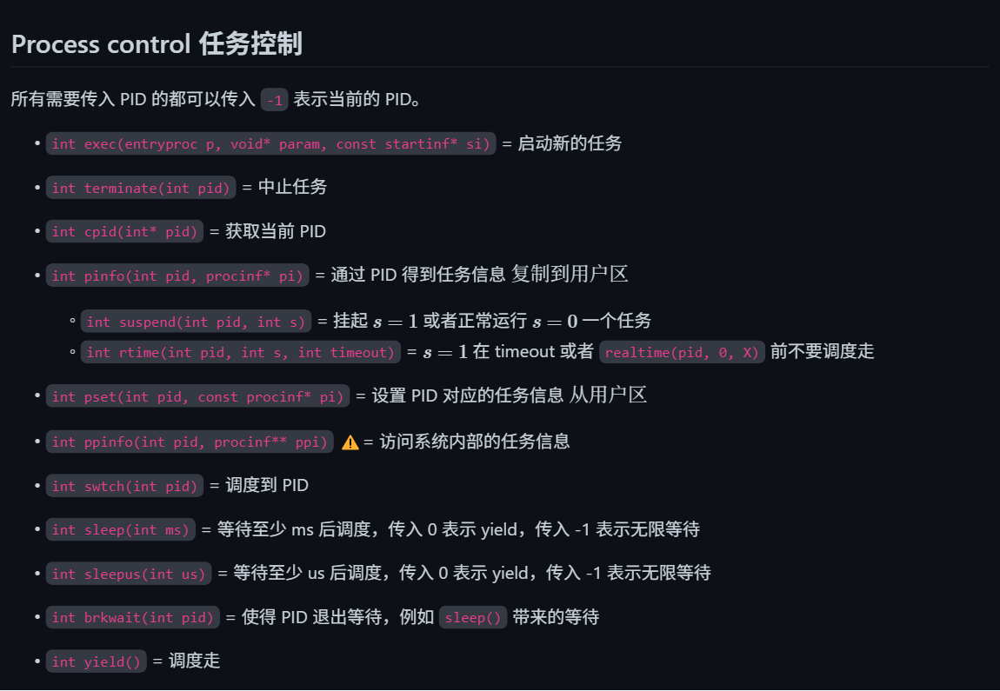 Process control 任务控制
所有需要传入 PID 的都可以传入 -1 表示当前的 PID。
• int exec(entryproc p, void* param, const startinf* si) = 启动新的任务
• int terminate(int pid) = 中止任务
• int cpid(int* pid) = 获取当前 PID
• int pinfo(int pid, procinf* pi) = 通过 PID 得到任务信息 复制到用户区
◦ int suspend(int pid, int s) = 挂起 s = 1 或者正常运行 s = 0 一个任务
◦ int rtime(int pid, int s, int timeout) = s = 1 在 timeout 或者 realtime(pid, 0, X) 前不要调度走
• int pset(int pid, const procinf* pi) = 设置 PID 对应的任务信息 从用户区
• int ppinfo(int pid, procinf** ppi) ⚠️ = 访问系统内部的任务信息
• int swtch(int pid) = 调度到 PID
• int sleep(int ms) = 等待至少 ms 后调度，传入 0 表示 yield，传入 -1 表示无限等待
• int sleepus(int us) = 等待至少 us 后调度，传入 0 表示 yield，传入 -1 表示无限等待
• int brkwait(int pid) = 使得 PID 退出等待，例如 sleep() 带来的等待
• int yield() = 调度走